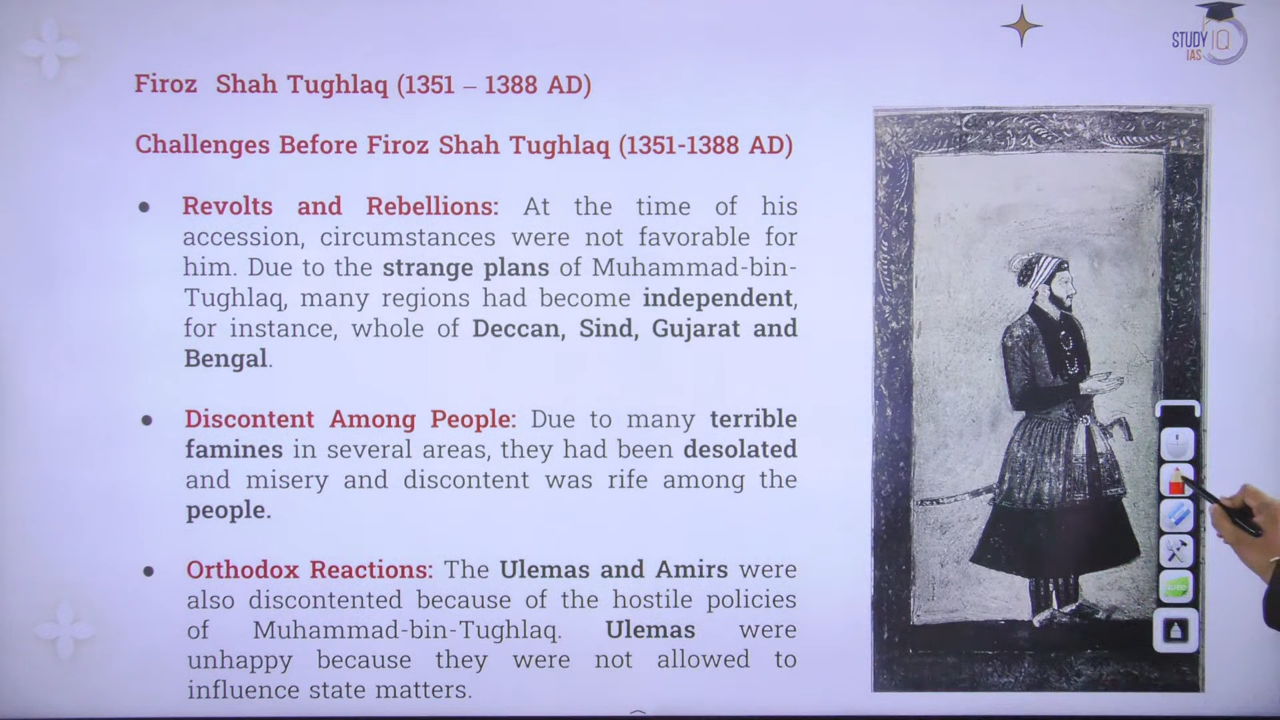 STUDY IQ
IAS
Firoz Shah Tughlaq (1351 – 1388 AD)
Challenges Before Firoz Shah Tughlaq (1351-1388 AD)
● Revolts and Rebellions: At the time of his
accession, circumstances were not favorable for
him. Due to the strange plans of Muhammad-bin-
Tughlaq, many regions had become independent,
for instance, whole of Deccan, Sind, Gujarat and
Bengal.
● Discontent Among People: Due to many terrible
famines in several areas, they had been desolated
and misery and discontent was rife among the
people.
● Orthodox Reactions: The Ulemas and Amirs were
also discontented because of the hostile policies
of Muhammad-bin-Tughlaq. Ulemas were
unhappy because they were not allowed to
influence state matters.